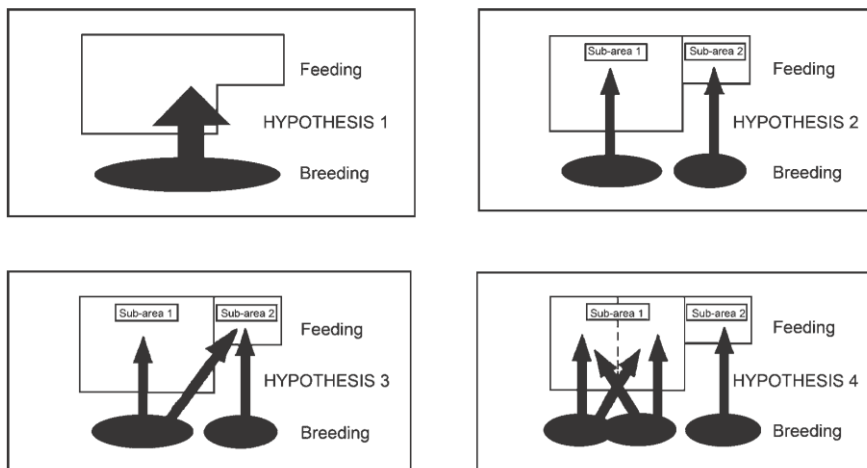 Feeding
HYPOTHESIS 1
Breeding
Sub-area 1
Sub-area 2
Feeding
HYPOTHESIS 2
Breeding
Sub-area 1
Sub-area 2
Feeding
HYPOTHESIS 3
Breeding
Sub-area 1
Sub-area 2
Feeding
HYPOTHESIS 4
Breeding